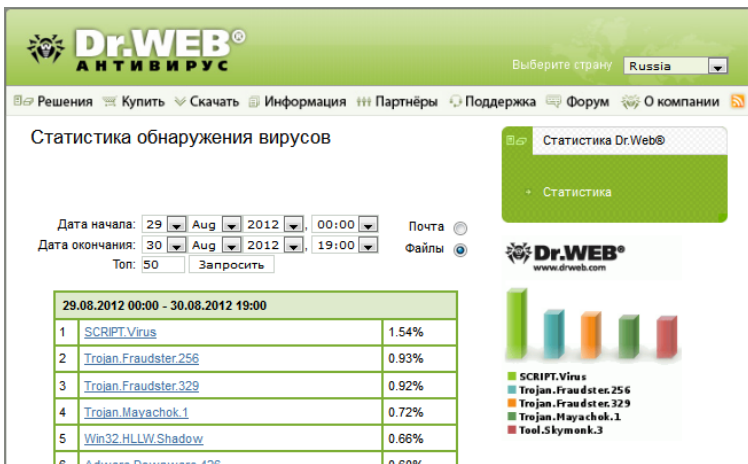 Dr.WEB®
АНТИВИРУС
Выберите страну Russia
Решения Купить Скачать Информация Партнёры Поддержка Форум О компании
Статистика обнаружения вирусов
Дата начала: 29 Aug 2012, 00:00
Дата окончания: 30 Aug 2012, 19:00
Топ: 50 Запросить
Почта
Файлы
29.08.2012 00:00 - 30.08.2012 19:00
1 SCRIPT.Virus 1.54%
2 Trojan.Fraudster.256 0.93%
3 Trojan.Fraudster.329 0.92%
4 Trojan.Mayachok.1 0.72%
5 Win32.HLLW.Shadow 0.66%
Статистика Dr.Web®
Статистика
Dr.WEB®
www.drweb.com
SCRIPT.Virus
Trojan.Fraudster.256
Trojan.Fraudster.329
Trojan.Mayachok.1
Tool.Skymonk.3